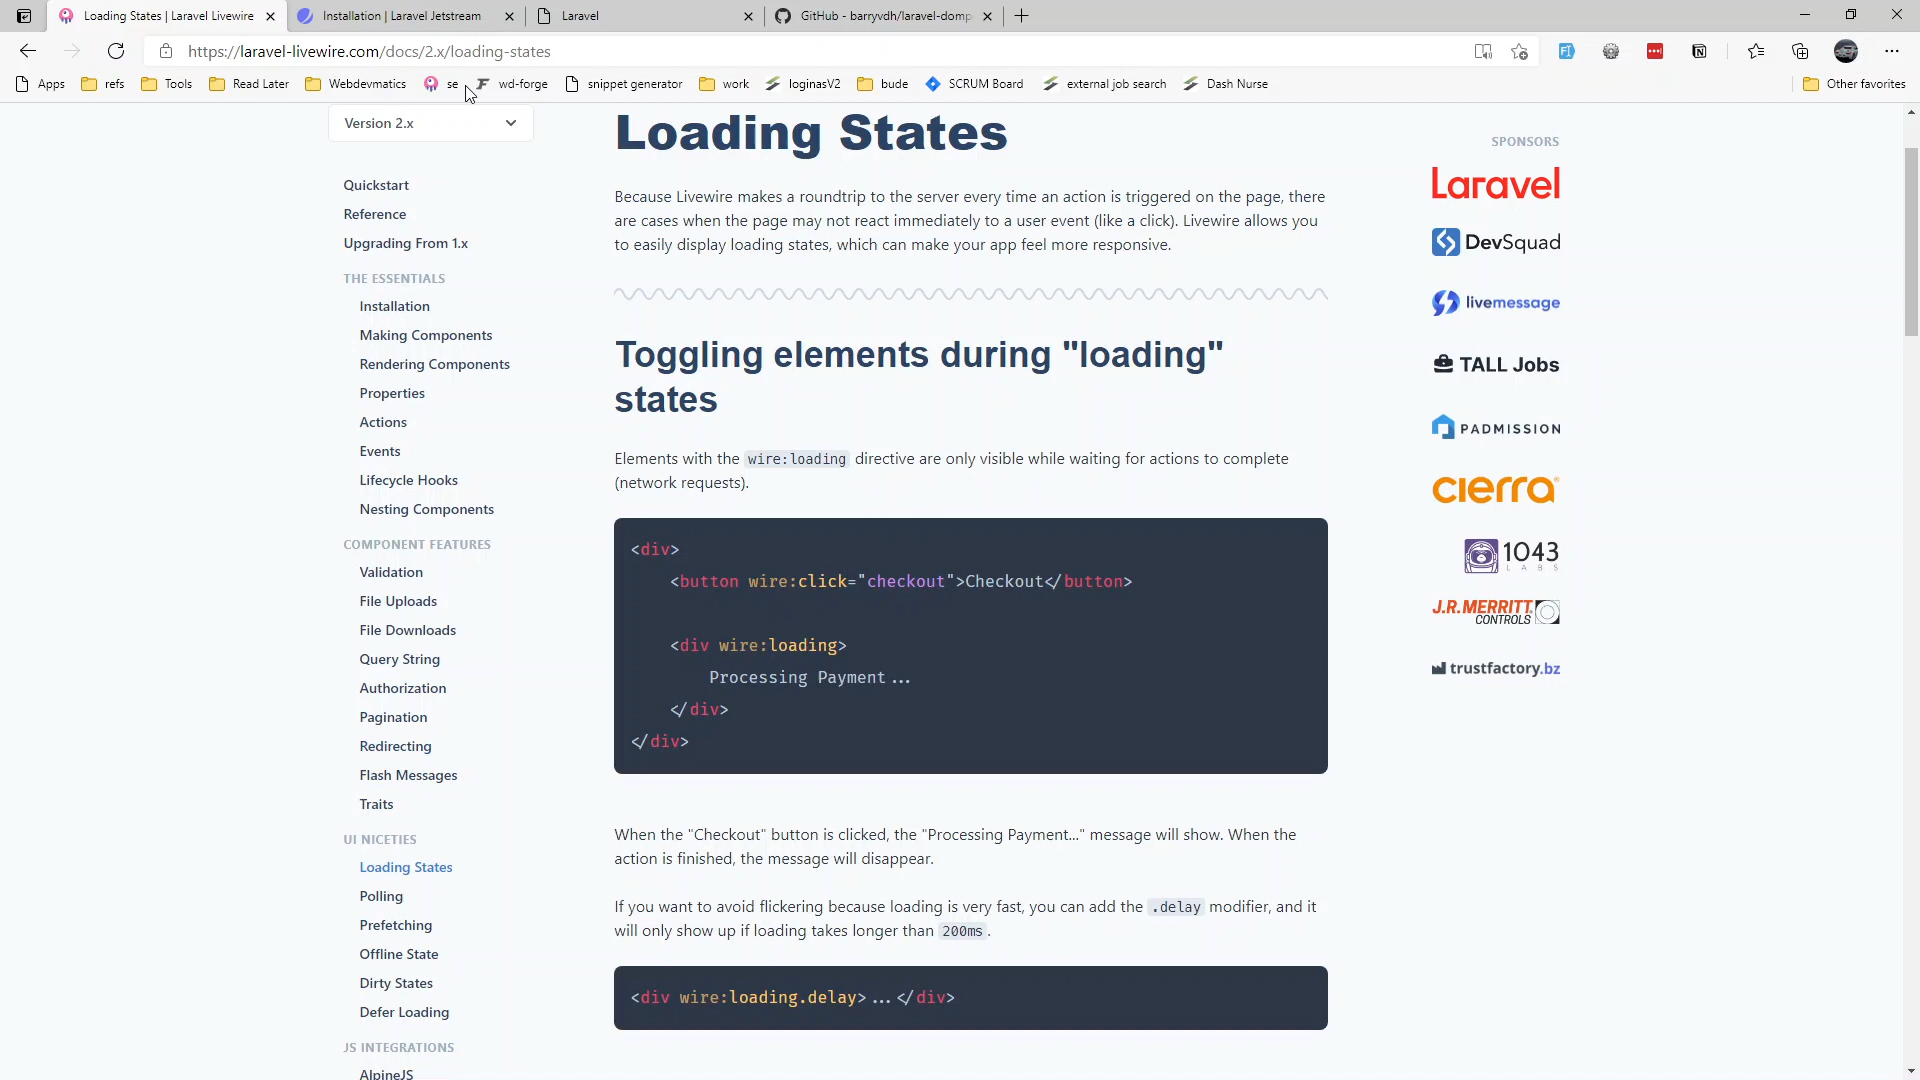 Loading States | Laravel Livewire
Installation | Laravel Jetstream
Laravel
GitHub - barryvdh/laravel-domp
https://laravel-livewire.com/docs/2.x/loading-states
Apps
refs
Tools
Read Later
Webdevmatics
se
wd-forge
snippet generator
work
loginasV2
bude
SCRUM Board
external job search
Dash Nurse
Other favorites
Version 2.x
Quickstart
Reference
Upgrading From 1.x
THE ESSENTIALS
Installation
Making Components
Rendering Components
Properties
Actions
Events
Lifecycle Hooks
Nesting Components
COMPONENT FEATURES
Validation
File Uploads
File Downloads
Query String
Authorization
Pagination
Redirecting
Flash Messages
Traits
UI NICETIES
Loading States
Polling
Prefetching
Offline State
Dirty States
Defer Loading
JS INTEGRATIONS
AlpineJS
Loading States
Because Livewire makes a roundtrip to the server every time an action is triggered on the page, there
are cases when the page may not react immediately to a user event (like a click). Livewire allows you
to easily display loading states, which can make your app feel more responsive.
Toggling elements during "loading"
states
Elements with the wire:loading directive are only visible while waiting for actions to complete
(network requests).
<div>
<button wire:click="checkout">Checkout</button>
<div wire:loading>
Processing Payment...
</div>
</div>
When the "Checkout" button is clicked, the "Processing Payment..." message will show. When the
action is finished, the message will disappear.
If you want to avoid flickering because loading is very fast, you can add the .delay modifier, and it
will only show up if loading takes longer than 200ms.
<div wire:loading.delay>...</div>
SPONSORS
Laravel
DevSquad
livemessage
TALL Jobs
PADMISSION
cierra
1043
LABS
J.R.MERRITT
CONTROLS
trustfactory.bz